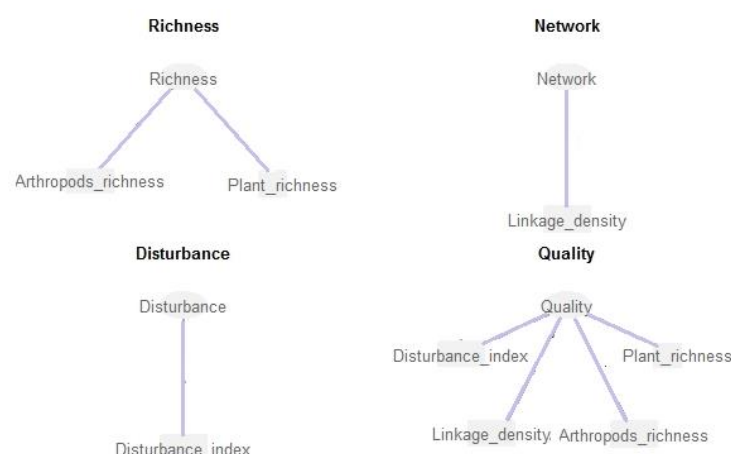 Richness
Network
Richness
Network
Arthropods_richness
Plant_richness
Linkage_density
Disturbance
Quality
Disturbance
Quality
Disturbance_index
Plant_richness
Linkage_density
Arthropods_richness
Disturbance_index